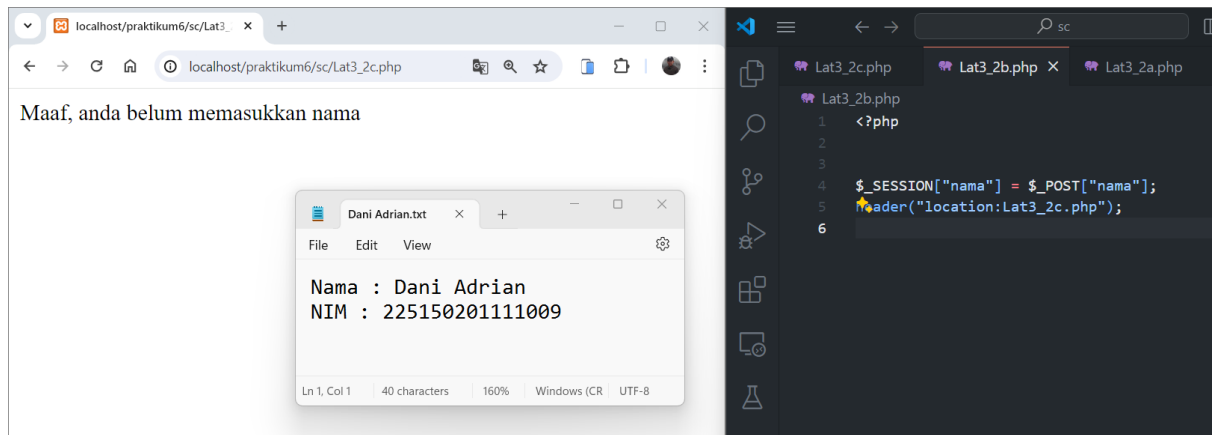 localhost/praktikum6/sc/Lat3_
localhost/praktikum6/sc/Lat3_2c.php
Maaf, anda belum memasukkan nama
Dani Adrian.txt
File Edit View
Nama : Dani Adrian
NIM : 225150201111009
Ln 1, Col 1 40 characters 160% Windows (CR UTF-8
sc
Lat3_2c.php Lat3_2b.php Lat3_2a.php
Lat3_2b.php
1 <?php
2
3
4 $_SESSION["nama"] = $_POST["nama"];
5 header("location:Lat3_2c.php");
6